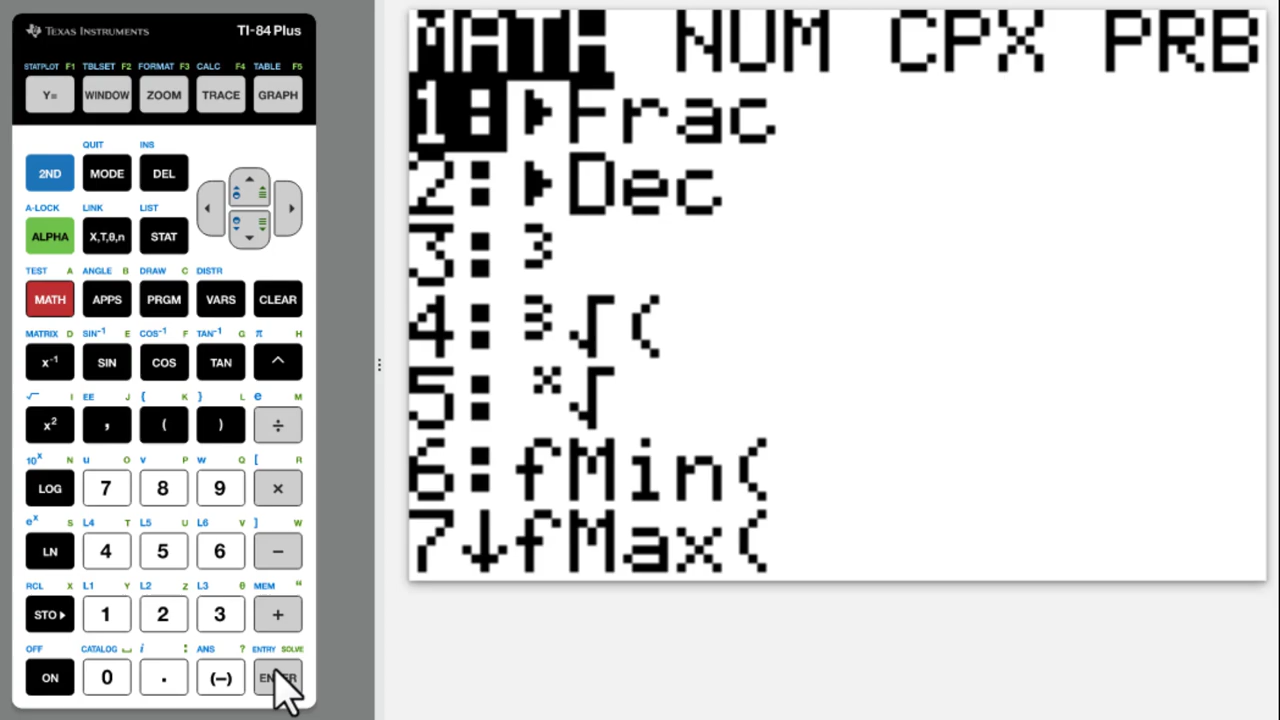 TEXAS INSTRUMENTS TI-84 Plus
STATPLOT F1 TBLSET F2 FORMAT F3 CALC F4 TABLE F5
Y= WINDOW ZOOM TRACE GRAPH
QUIT INS
2ND MODE DEL
A-LOCK LINK LIST
ALPHA X,T,θ,n STAT
TEST A ANGLE B DRAW C DISTR
MATH APPS PRGM VARS CLEAR
MATRIX D SIN⁻¹ E COS⁻¹ F TAN⁻¹ G π H
x⁻¹ SIN COS TAN ^
√ I EE J { K } L e M
x² , ( ) ÷
10ˣ N u O v P w Q [ R
LOG 7 8 9 ×
eˣ S L4 T L5 U L6 V ] W
LN 4 5 6 −
RCL X L1 Y L2 Z L3 θ MEM “
STO▶ 1 2 3 +
OFF CATALOG ␣ i : ANS ? ENTRY SOLVE
ON 0 . (−) ENTER
MATH NUM CPX PRB
1:▶Frac
2:▶Dec
3:³
4:³√(
5:ˣ√
6:fMin(
7↓fMax(